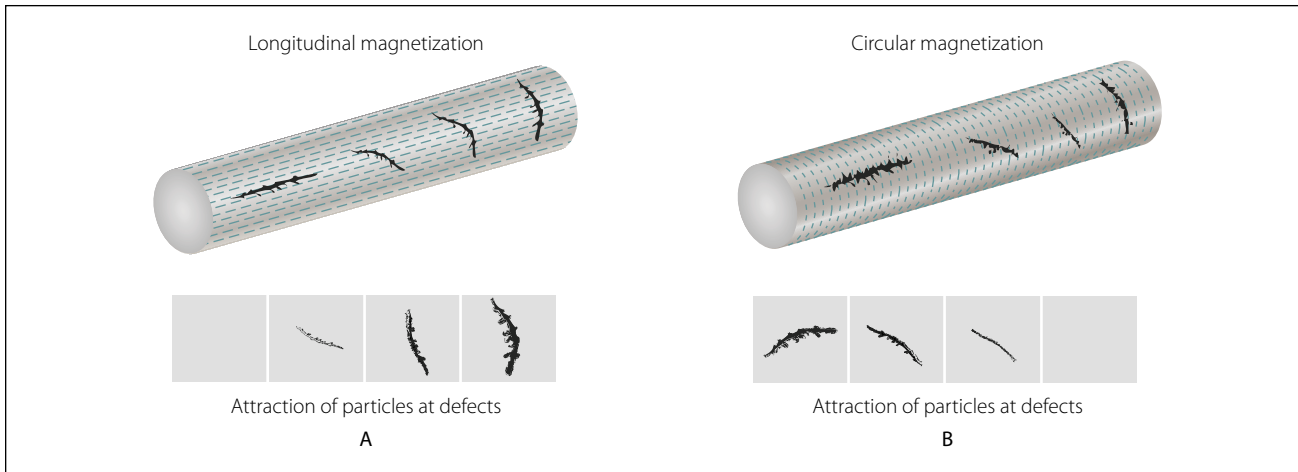 Longitudinal magnetization
Circular magnetization
Attraction of particles at defects
Attraction of particles at defects
A
B